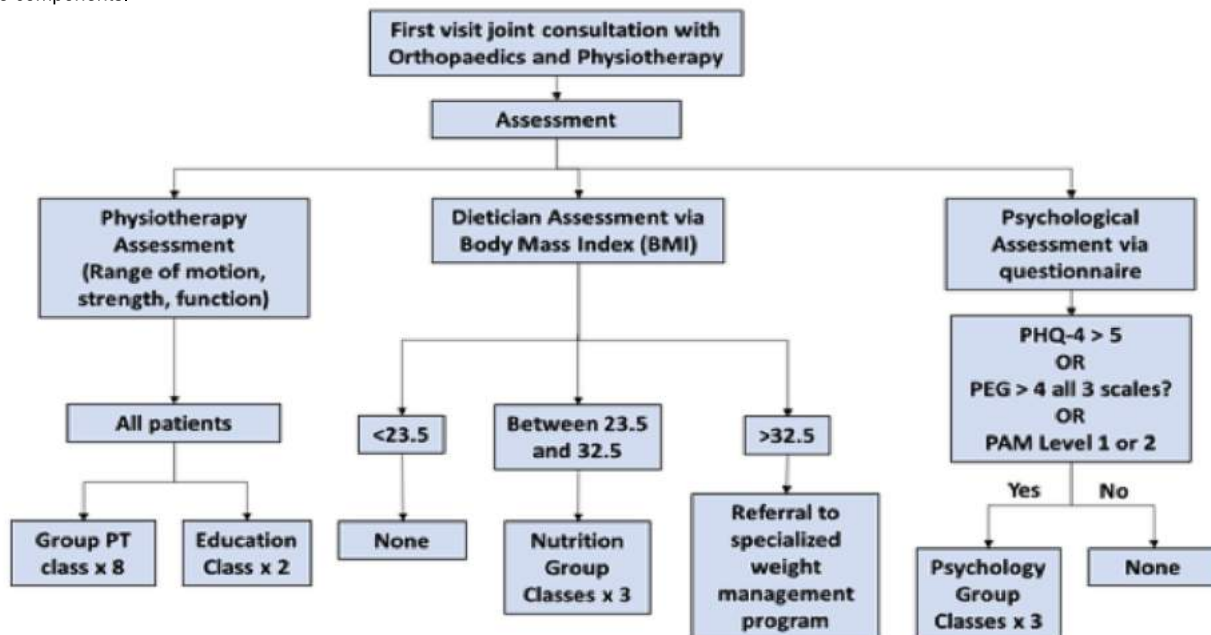 components.
First visit joint consultation with
Orthopaedics and Physiotherapy
Assessment
Physiotherapy
Assessment
(Range of motion,
strength, function)
Dietician Assessment via
Body Mass Index (BMI)
Psychological
Assessment via
questionnaire
PHQ-4 > 5
OR
PEG > 4 all 3 scales?
OR
PAM Level 1 or 2
All patients
<23.5
Between 23.5
and 32.5
>32.5
Yes
No
Group PT
class x 8
Education
Class x 2
None
Nutrition
Group
Classes x 3
Referral to
specialized
weight
management
program
Psychology
Group
Classes x 3
None